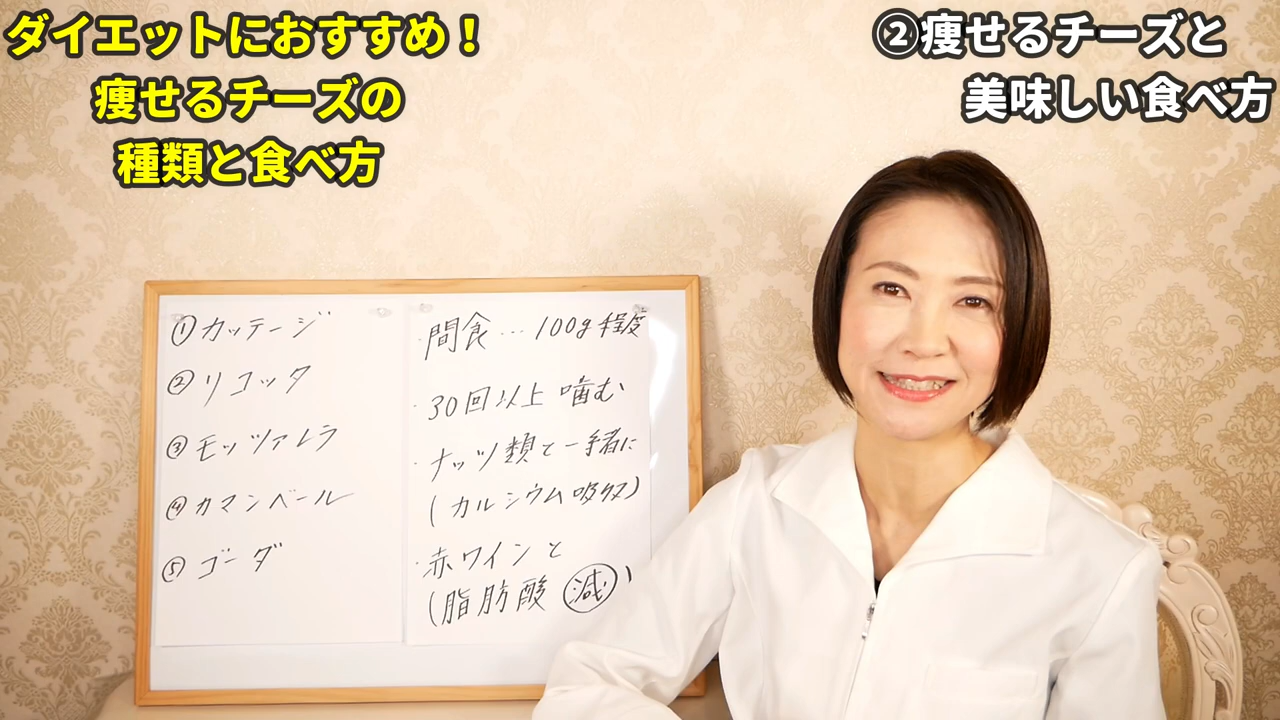 ダイエットにおすすめ！
痩せるチーズの
種類と食べ方
②痩せるチーズと
美味しい食べ方
①カッテージ
②リコッタ
③モッツァレラ
④カマンベール
⑤ゴーダ
・間食…100g程度
・30回以上噛む
・ナッツ類と一緒に
(カルシウム吸収)
・赤ワインと
(脂肪酸 減)